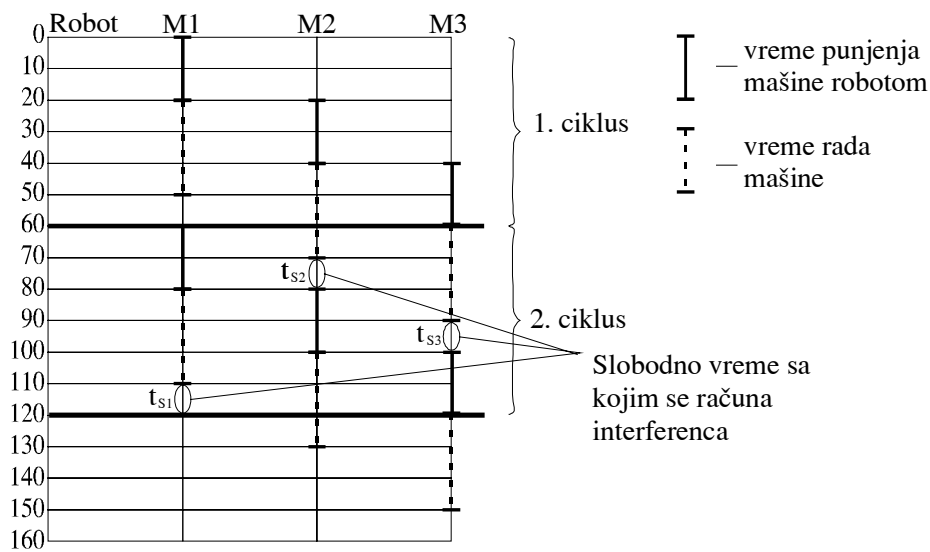 Robot M1 M2 M3
0
10
20
30
40
50
60
70
80
90
100
110
120
130
140
150
160
1. ciklus
2. ciklus
vreme punjenja
mašine robotom
vreme rada
mašine
tS2
tS3
tS1
Slobodno vreme sa
kojim se računa
interferenca